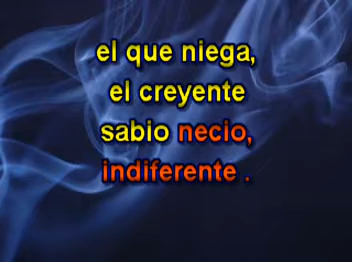 el que niega,
el creyente
sabio necio,
indiferente .